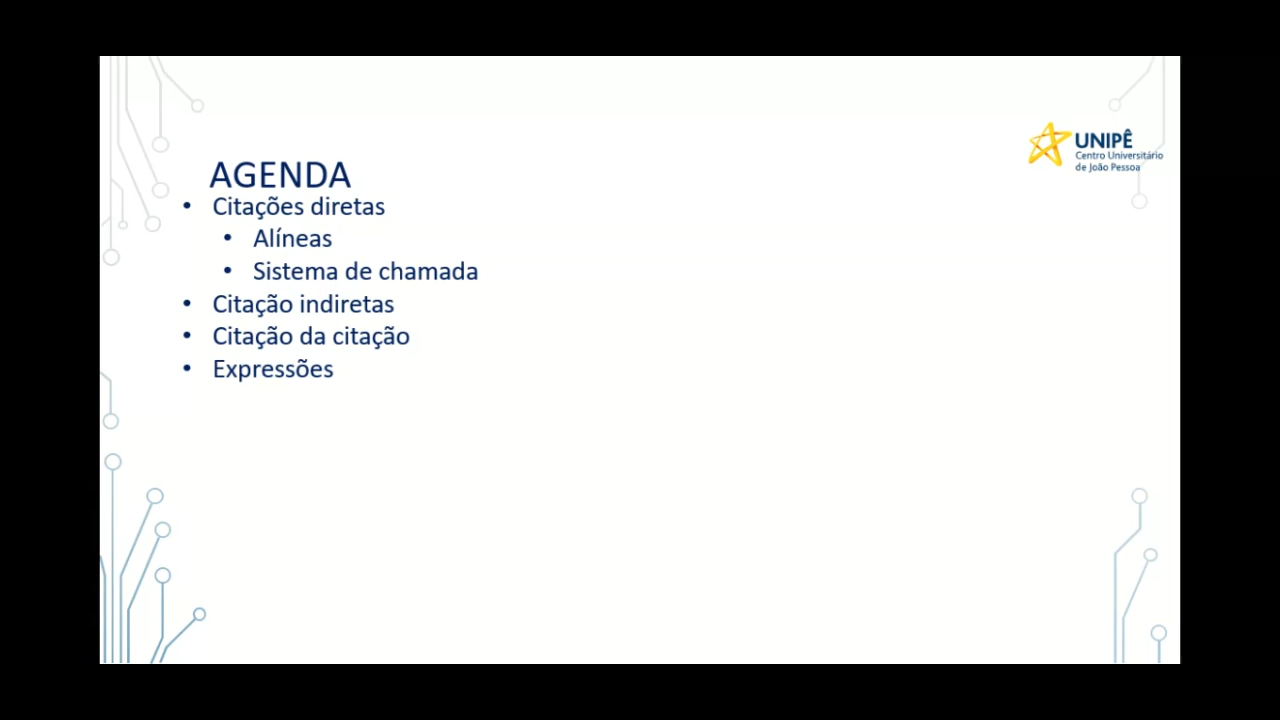 UNIPÊ
Centro Universitário
de João Pessoa
AGENDA
• Citações diretas
• Alíneas
• Sistema de chamada
• Citação indiretas
• Citação da citação
• Expressões